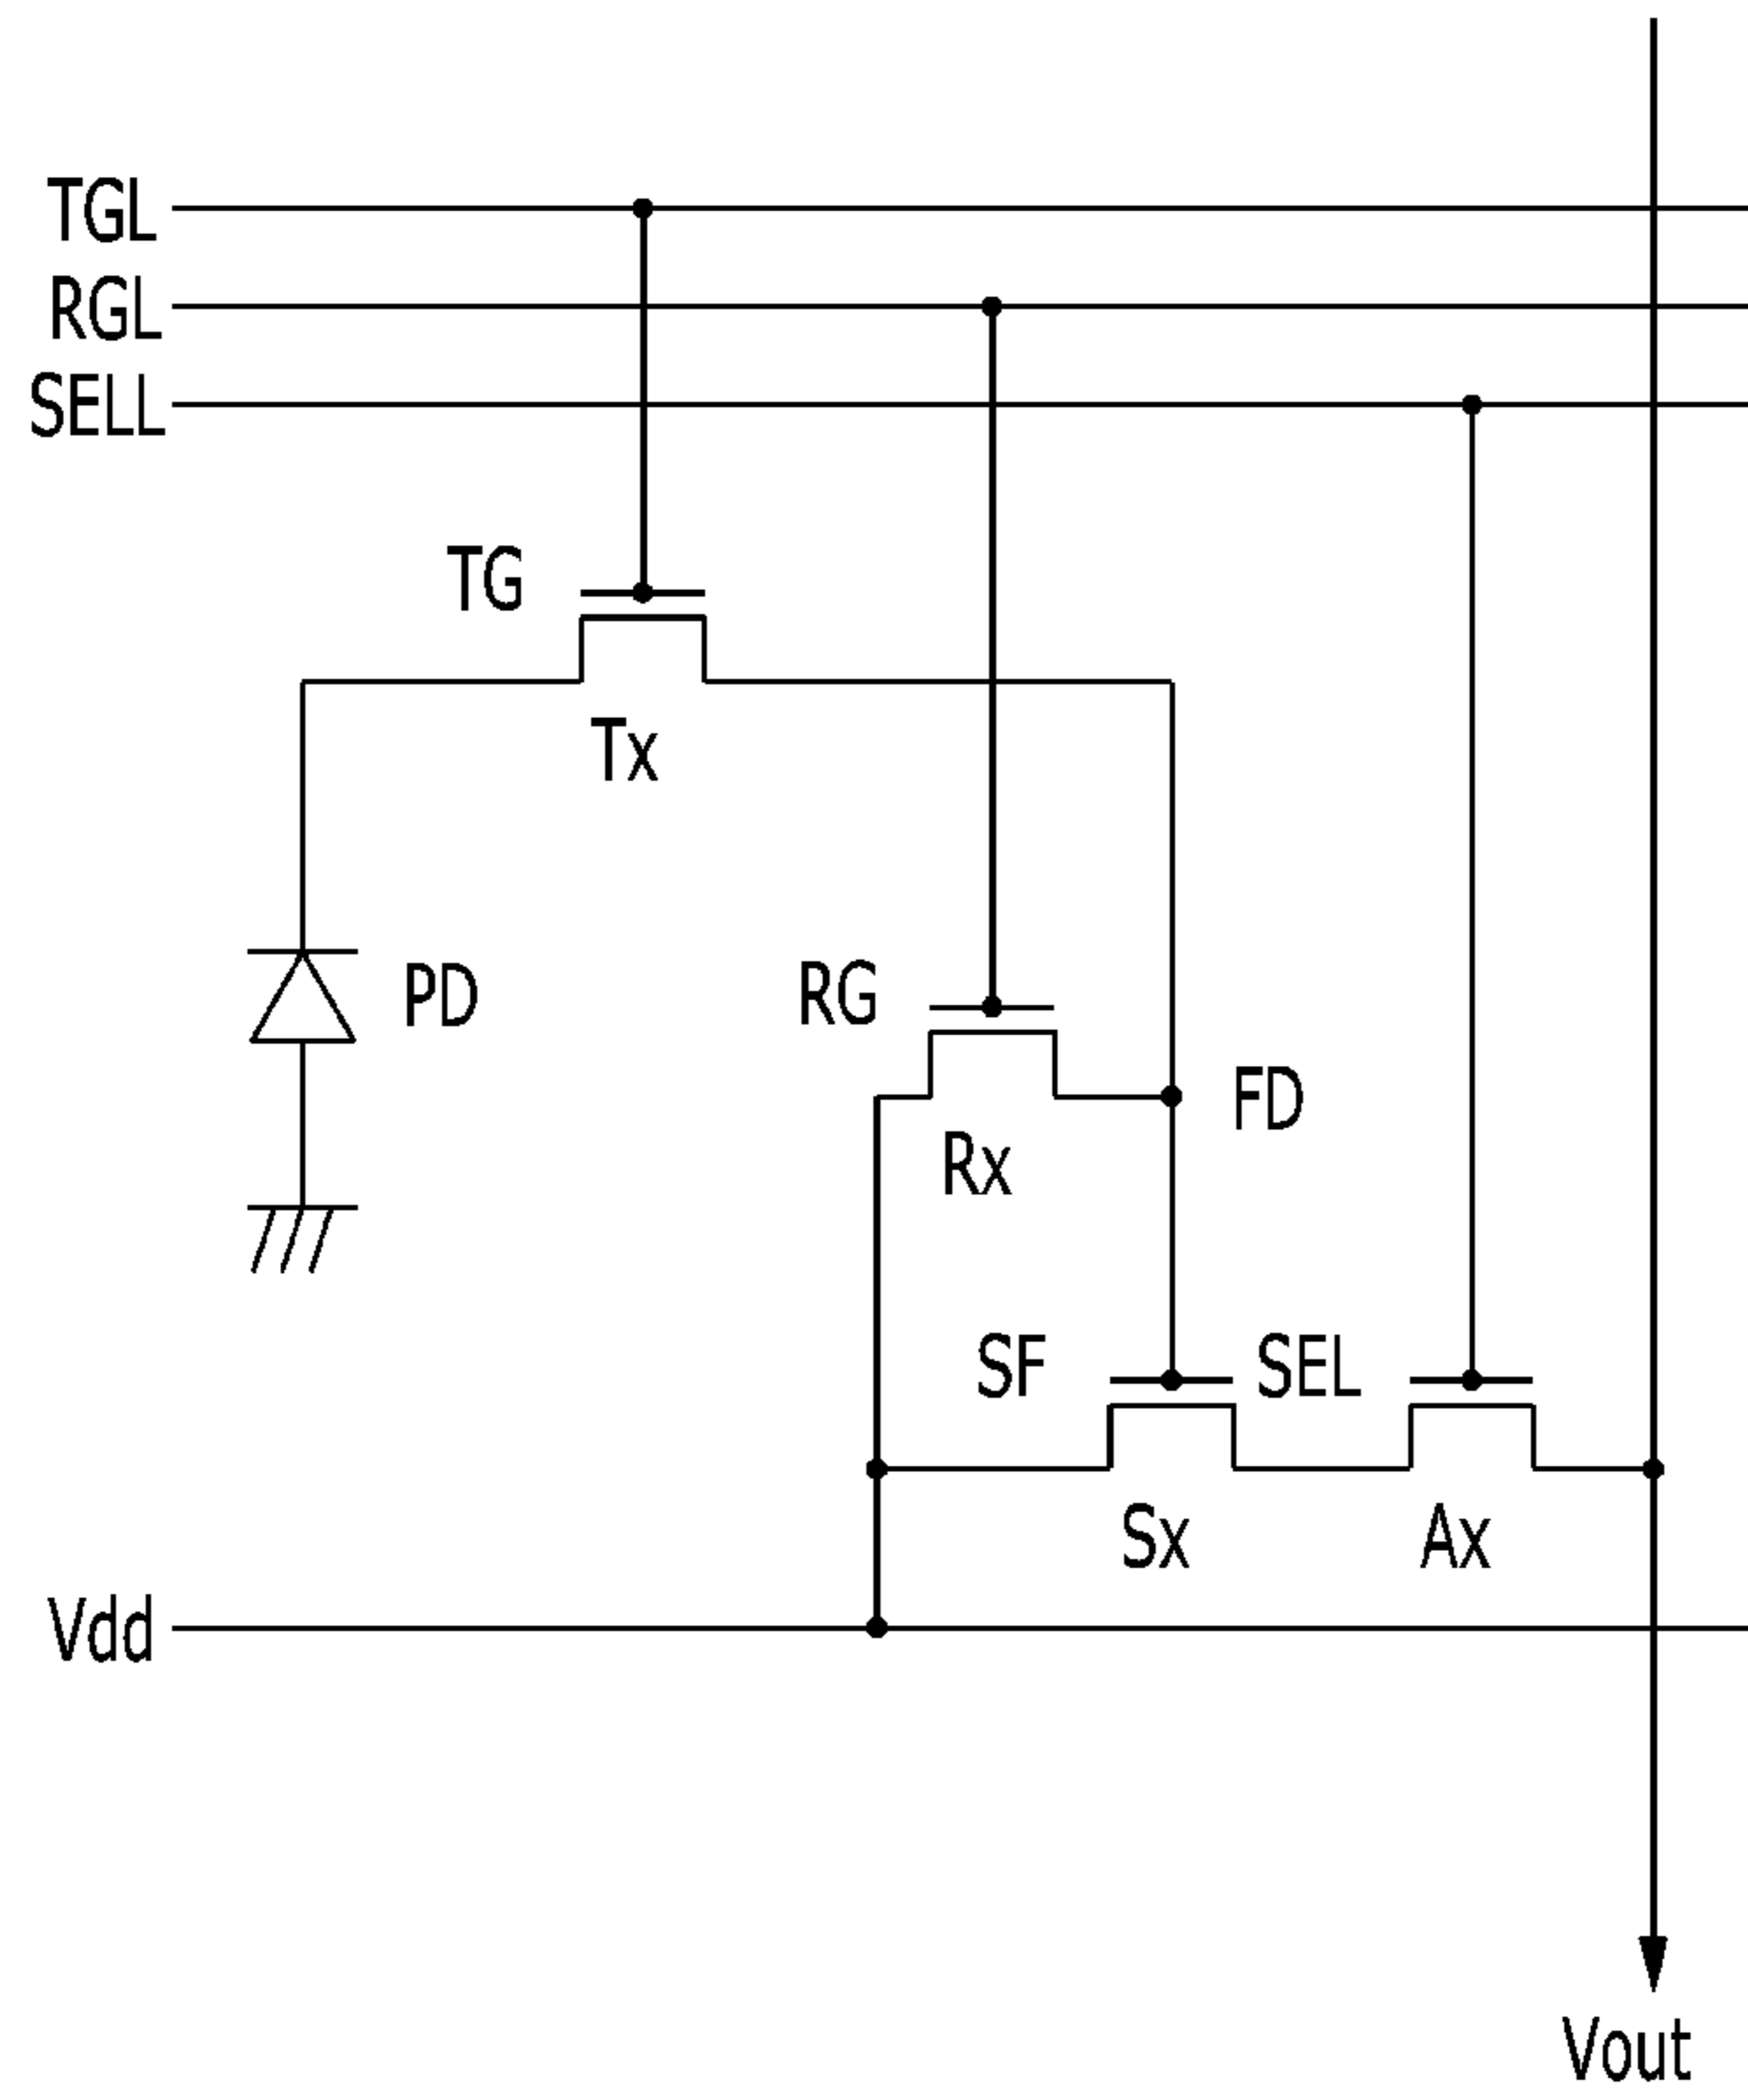 TGL
RGL
SELL
TG
Tx
PD
RG
FD
Rx
SF SEL
Sx Ax
Vdd
Vout